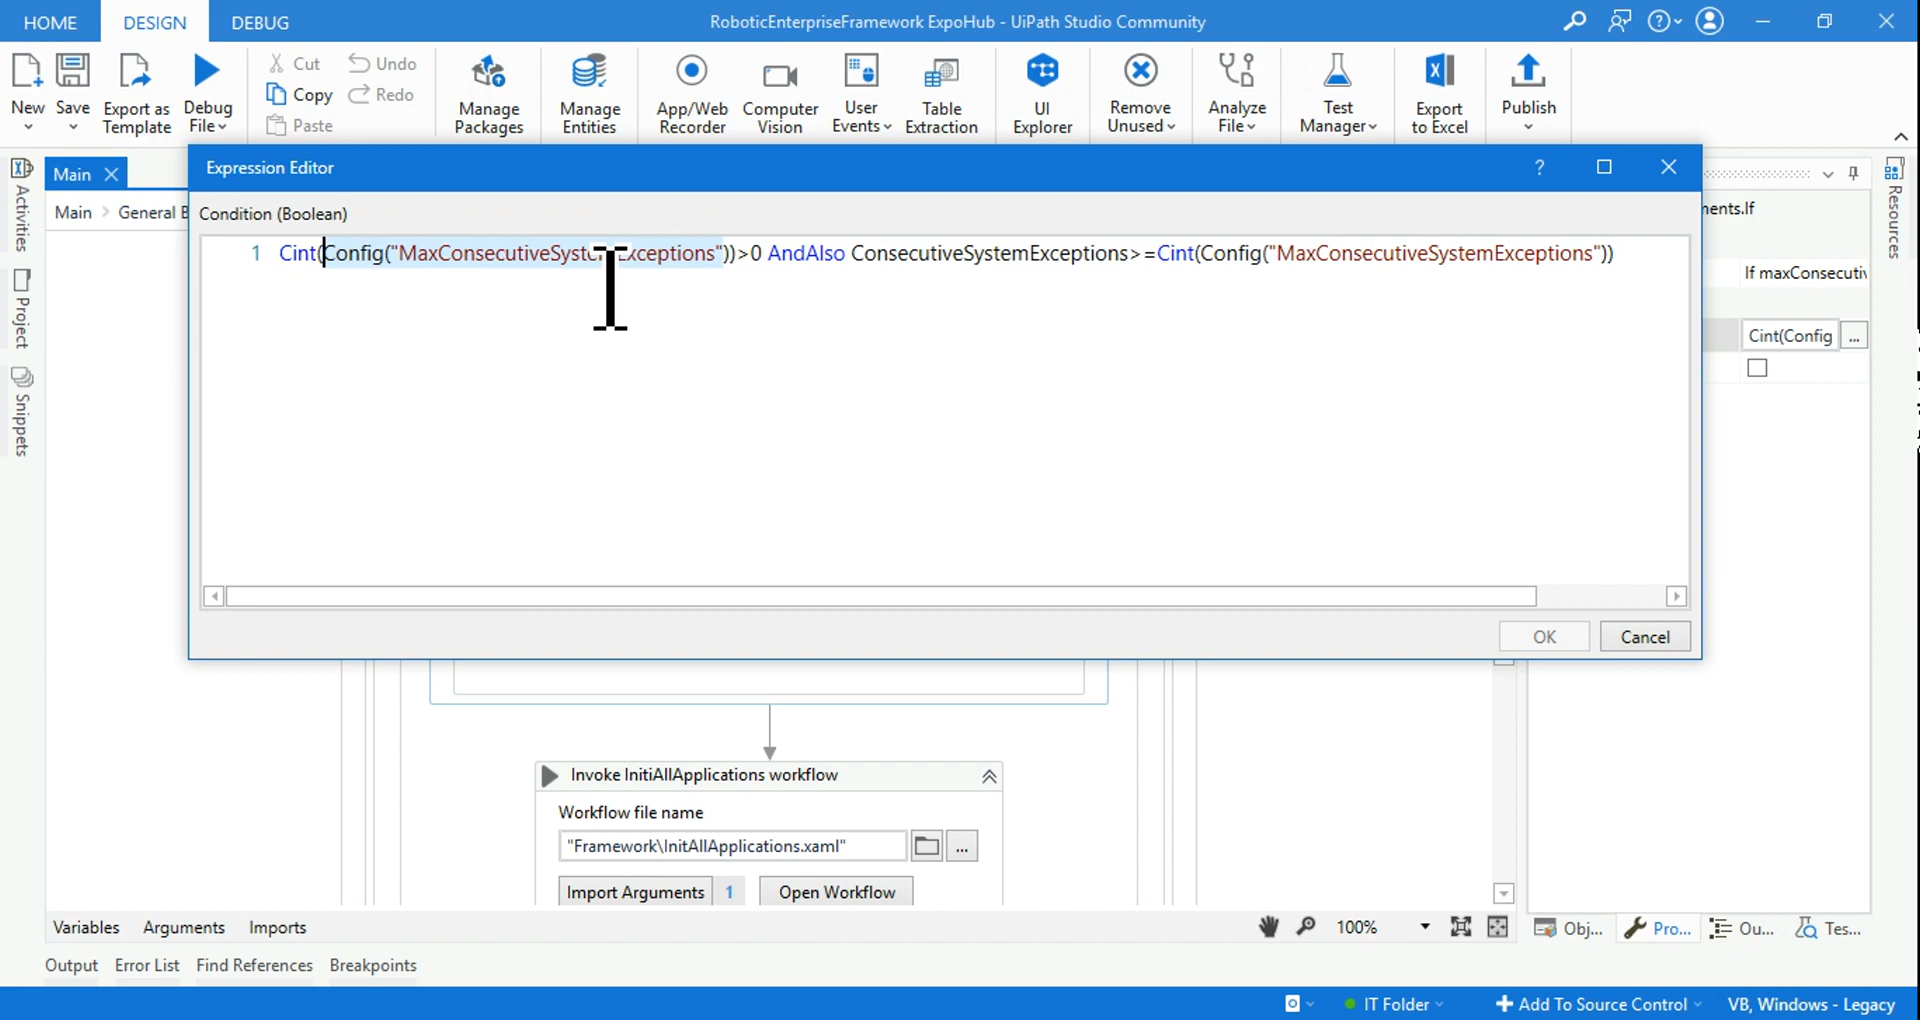 HOME DESIGN DEBUG RoboticEnterpriseFramework ExpoHub - UiPath Studio Community
New Save Export as Template Debug File Cut Copy Paste Undo Redo
Manage Packages Manage Entities App/Web Recorder Computer Vision User Events Table Extraction UI Explorer Remove Unused Analyze File Test Manager Export to Excel Publish
Activities
Project
Snippets
Resources
Main
Main > General B
Expression Editor
Condition (Boolean)
1 Cint(Config("MaxConsecutiveSystemExceptions"))>0 AndAlso ConsecutiveSystemExceptions>=Cint(Config("MaxConsecutiveSystemExceptions"))
OK Cancel
ents.If
If maxConsecutiv
Cint(Config ...
Invoke InitiAllApplications workflow
Workflow file name
"Framework\InitAllApplications.xaml" ...
Import Arguments 1 Open Workflow
Variables Arguments Imports 100% Obj... Pro... Ou... Tes...
Output Error List Find References Breakpoints
IT Folder Add To Source Control VB, Windows - Legacy